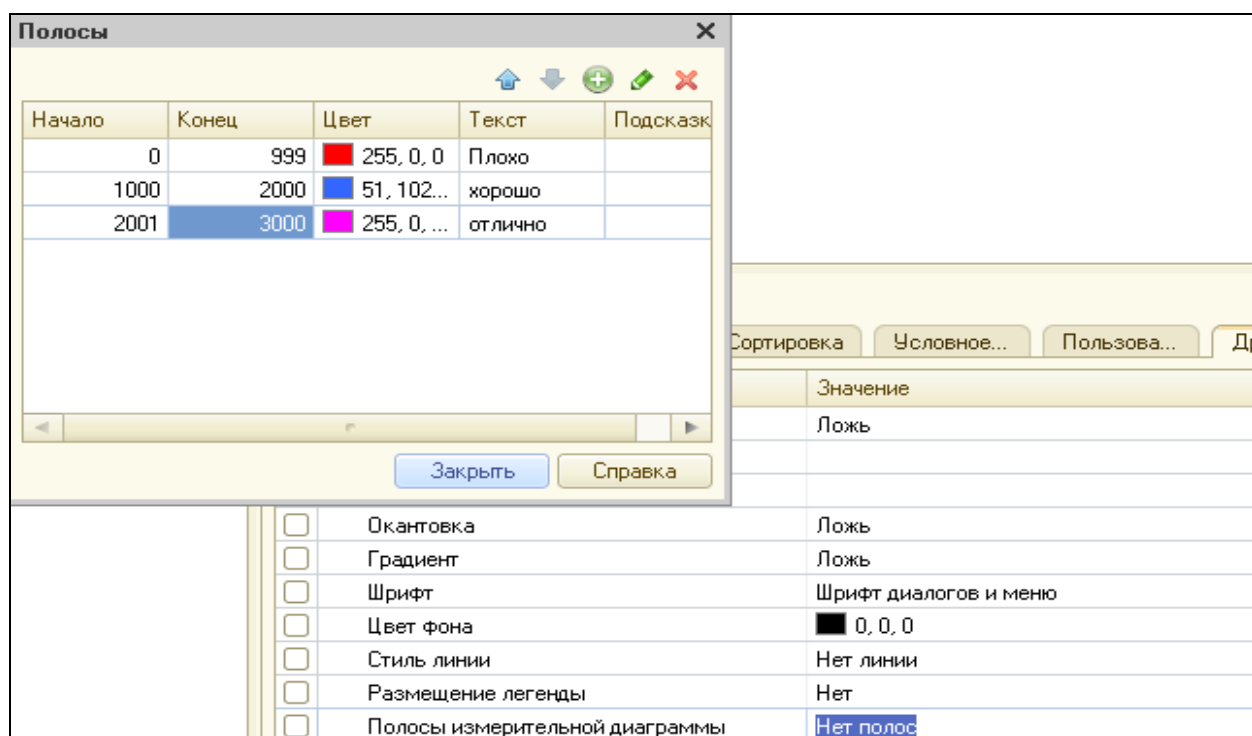 Полосы
Начало Конец Цвет Текст Подсказк
0 999 255, 0, 0 Плохо
1000 2000 51, 102... хорошо
2001 3000 255, 0, ... отлично
Закрыть Справка
Сортировка Условное... Пользова... Др
Значение
Ложь
Окантовка Ложь
Градиент Ложь
Шрифт Шрифт диалогов и меню
Цвет фона 0, 0, 0
Стиль линии Нет линии
Размещение легенды Нет
Полосы измерительной диаграммы Нет полос